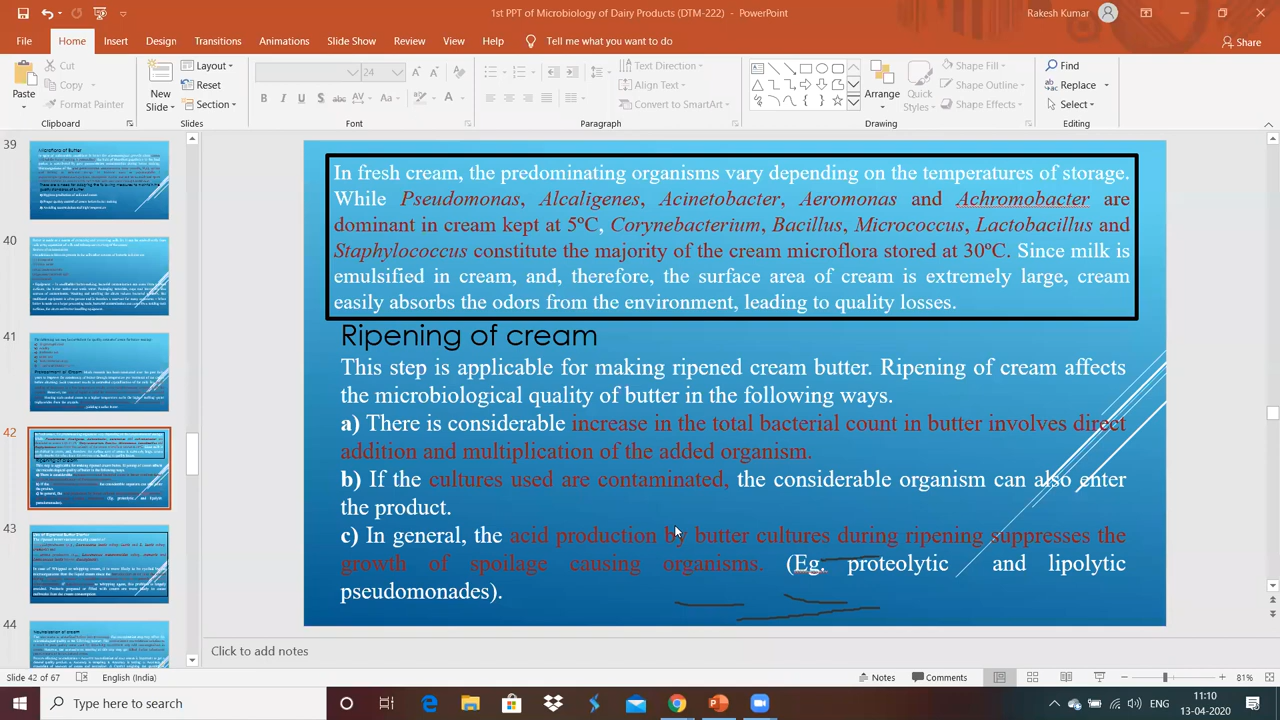 1st PPT of Microbiology (DTM-222) - PowerPoint
Rakesh Kumar
File Home Insert Design Transitions Animations Slide Show Review View Help Tell me what you want to do Share
Cut
Copy
Format Painter
Paste
Clipboard
New Slide
Layout
Reset
Section
Slides
24
Font
Text Direction
Align Text
Convert to SmartArt
Paragraph
Arrange
Quick Styles
Shape Fill
Shape Outline
Shape Effects
Drawing
Find
Replace
Select
Editing
39
40
41
42
43
44
In fresh cream, the predominating organisms vary depending on the temperatures of storage.
While Pseudomonas, Alcaligenes, Acinetobacter, Aeromonas and Achromobacter are
dominant in cream kept at 5°C, Corynebacterium, Bacillus, Micrococcus, Lactobacillus and
Staphylococcus constitute the majority of the cream microflora stored at 30°C. Since milk is
emulsified in cream and therefore, the surface area of cream is relatively large, cream
easily absorbs the taints from the environment leading to quality loss.
Ripening of cream
This step is applicable for making ripened cream butter. Ripening of cream affects
the microbiological quality of butter in the following ways.
a) There is considerable increase in the total bacterial count in butter involves direct
addition and multiplication of the added organism.
b) If the cultures used are contaminated, the considerable organism can also enter
the product.
c) In general, the acid production by butter cultures during ripening suppresses the
growth of spoilage causing organisms. (Eg. proteolytic and lipolytic
pseudomonades).
Click to add notes
Slide 42 of 67 English (India) Notes Comments 81%
Type here to search
ENG
11:10
13-04-2020